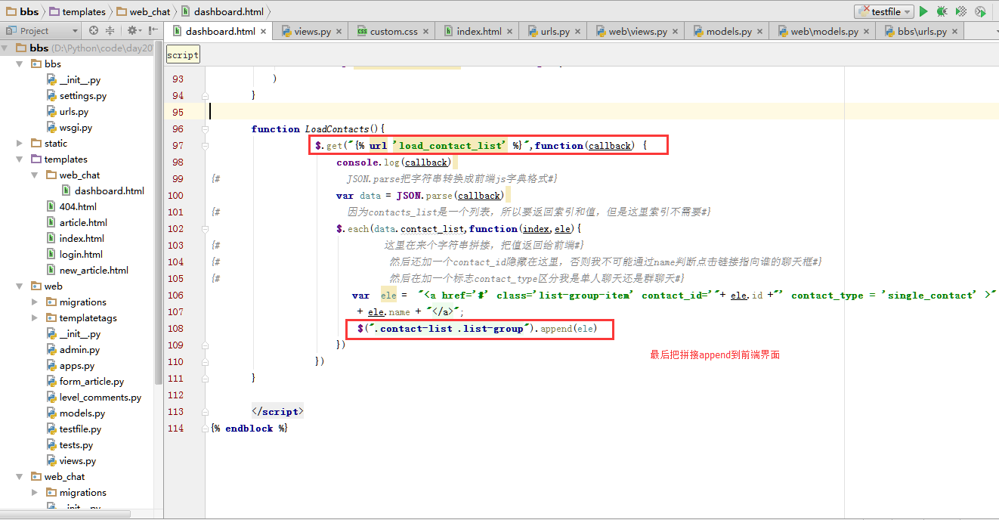 bbs templates web_chat dashboard.html testfile
Project dashboard.html views.py custom.css index.html urls.py web\views.py models.py web\models.py bbs\urls.py
bbs (D:\Python\code\day20
bbs
__init__.py
settings.py
urls.py
wsgi.py
static
templates
web_chat
dashboard.html
404.html
article.html
index.html
login.html
new_article.html
web
migrations
templatetags
__init__.py
admin.py
apps.py
form_article.py
level_comments.py
models.py
testfile.py
tests.py
views.py
web_chat
migrations
__init__.py
script
93 )
94 }
95
96 function LoadContacts(){
97 $.get("{% url 'load_contact_list' %}",function(callback) {
98 console.log(callback)
99 {# JSON.parse把字符串转换成前端js字典格式#}
100 var data = JSON.parse(callback)
101 {# 因为contacts_list是一个列表，所以要返回索引和值，但是这里索引不需要#}
102 $.each(data.contact_list,function(index,ele){
103 {# 这里在来个字符串拼接，把值返回给前端#}
104 {# 然后还加一个contact_id隐藏在这里，否则我不可能通过name判断点击链接指向谁的聊天框#}
105 {# 然后在加一个标志contact_type区分我是单人聊天还是群聊天#}
106 var ele = "<a href='#' class='list-group-item' contact_id='"+ ele.id +"' contact_type = 'single_contact' >"
107 + ele.name + "</a>";
108 $(".contact-list .list-group").append(ele)
109 })
110 })
111 }
112
113 </script>
114 {% endblock %}
最后把拼接append到前端界面